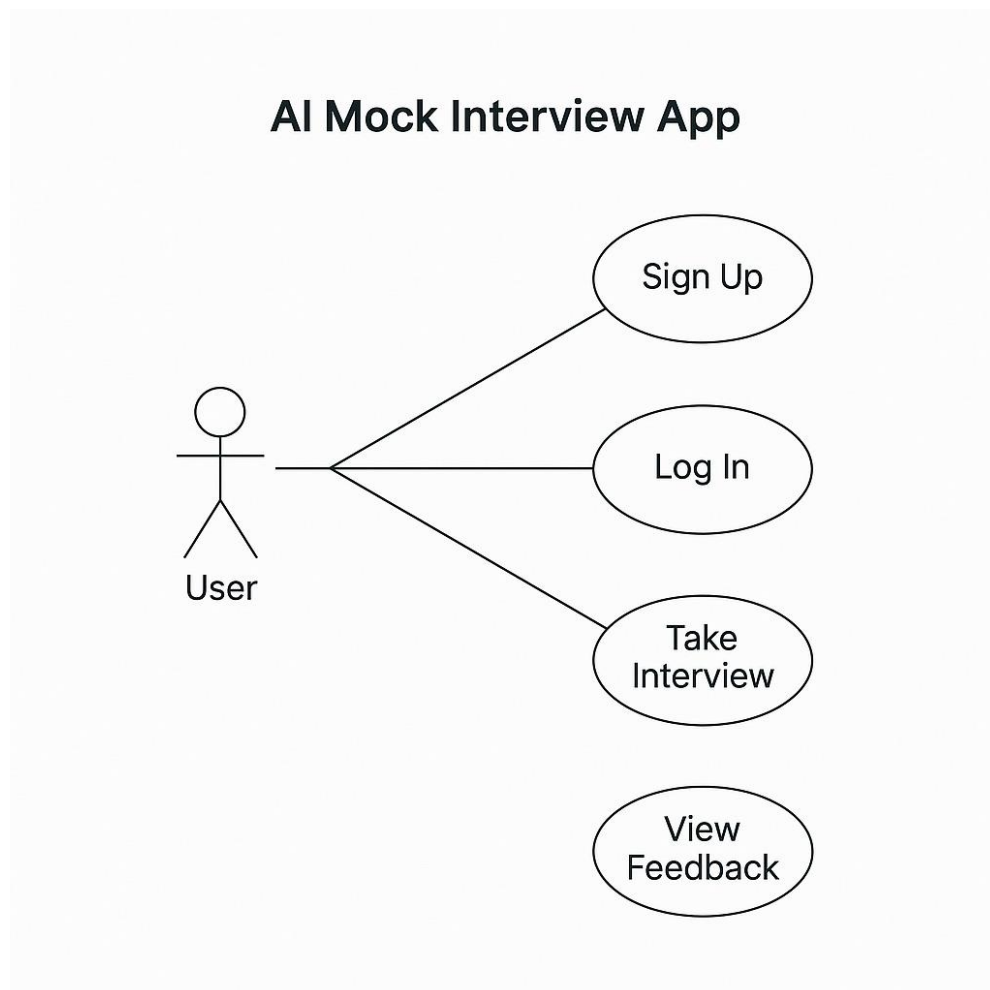 AI Mock Interview App
Sign Up
Log In
User
Take
Interview
View
Feedback